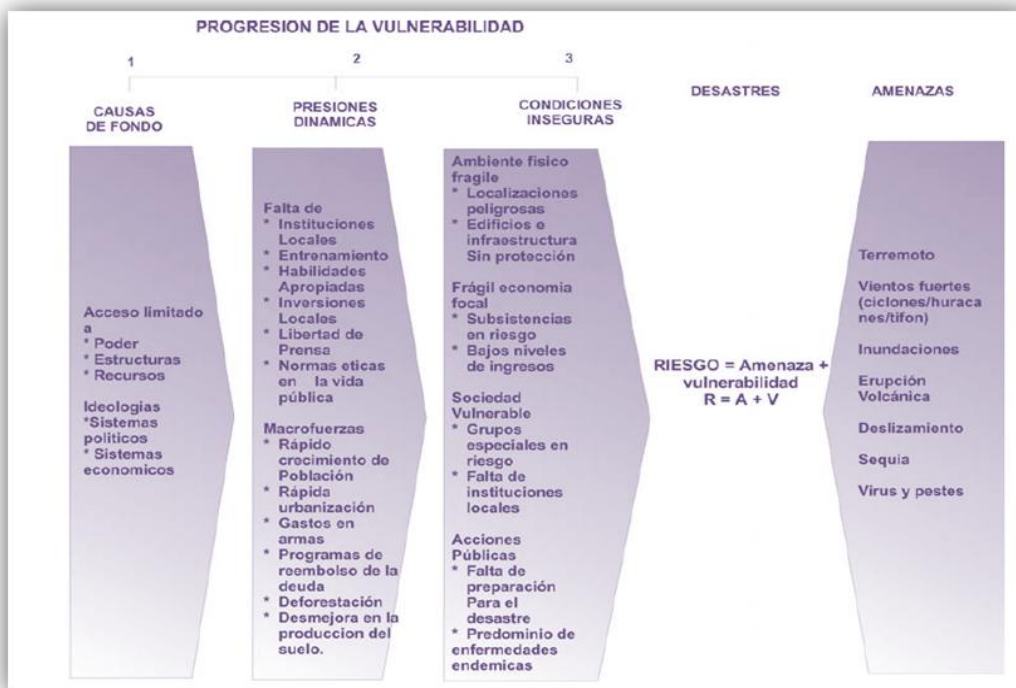 PROGRESION DE LA VULNERABILIDAD
1
2
3
CAUSAS
DE FONDO
PRESIONES
DINAMICAS
CONDICIONES
INSEGURAS
DESASTRES
AMENAZAS
Acceso limitado
a
* Poder
* Estructuras
* Recursos
Ideologias
*Sistemas
politicos
* Sistemas
economicos
Falta de
* Instituciones
Locales
* Entrenamiento
* Habilidades
Apropiadas
* Inversiones
Locales
* Libertad de
Prensa
* Normas eticas
en la vida
pública
Macrofuerzas
* Rápido
crecimiento de
Población
* Rápida
urbanización
* Gastos en
armas
* Programas de
reembolso de la
deuda
* Deforestación
* Desmejora en la
produccion del
suelo.
Ambiente fisico
fragile
* Localizaciones
peligrosas
* Edificios e
infraestructura
Sin protección
Frágil economia
focal
* Subsistencias
en riesgo
* Bajos niveles
de ingresos
Sociedad
Vulnerable
* Grupos
especiales en
riesgo
* Falta de
instituciones
locales
Acciones
Públicas
* Falta de
preparación
Para el
desastre
* Predominio de
enfermedades
endemicas
RIESGO = Amenaza +
vulnerabilidad
R = A + V
Terremoto
Vientos fuertes
(ciclones/huraca
nes/tifon)
Inundaciones
Erupción
Volcánica
Deslizamiento
Sequia
Virus y pestes